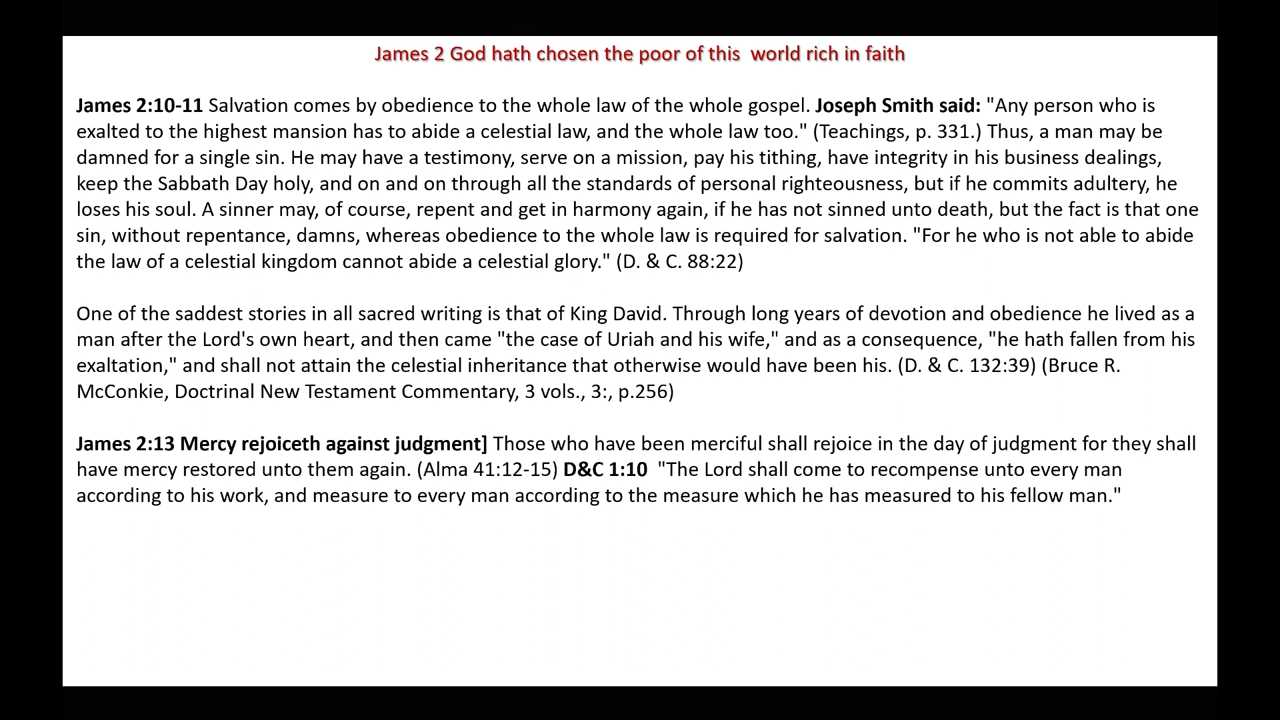 James 2 God hath chosen the poor of this  world rich in faith
James 2:10-11 Salvation comes by obedience to the whole law of the whole gospel. Joseph Smith said: "Any person who is
exalted to the highest mansion has to abide a celestial law, and the whole law too." (Teachings, p. 331.) Thus, a man may be
damned for a single sin. He may have a testimony, serve on a mission, pay his tithing, have integrity in his business dealings,
keep the Sabbath Day holy, and on and on through all the standards of personal righteousness, but if he commits adultery, he
loses his soul. A sinner may, of course, repent and get in harmony again, if he has not sinned unto death, but the fact is that one
sin, without repentance, damns, whereas obedience to the whole law is required for salvation. "For he who is not able to abide
the law of a celestial kingdom cannot abide a celestial glory." (D. & C. 88:22)
One of the saddest stories in all sacred writing is that of King David. Through long years of devotion and obedience he lived as a
man after the Lord's own heart, and then came "the case of Uriah and his wife," and as a consequence, "he hath fallen from his
exaltation," and shall not attain the celestial inheritance that otherwise would have been his. (D. & C. 132:39) (Bruce R.
McConkie, Doctrinal New Testament Commentary, 3 vols., 3:, p.256)
James 2:13 Mercy rejoiceth against judgment] Those who have been merciful shall rejoice in the day of judgment for they shall
have mercy restored unto them again. (Alma 41:12-15) D&C 1:10  "The Lord shall come to recompense unto every man
according to his work, and measure to every man according to the measure which he has measured to his fellow man."